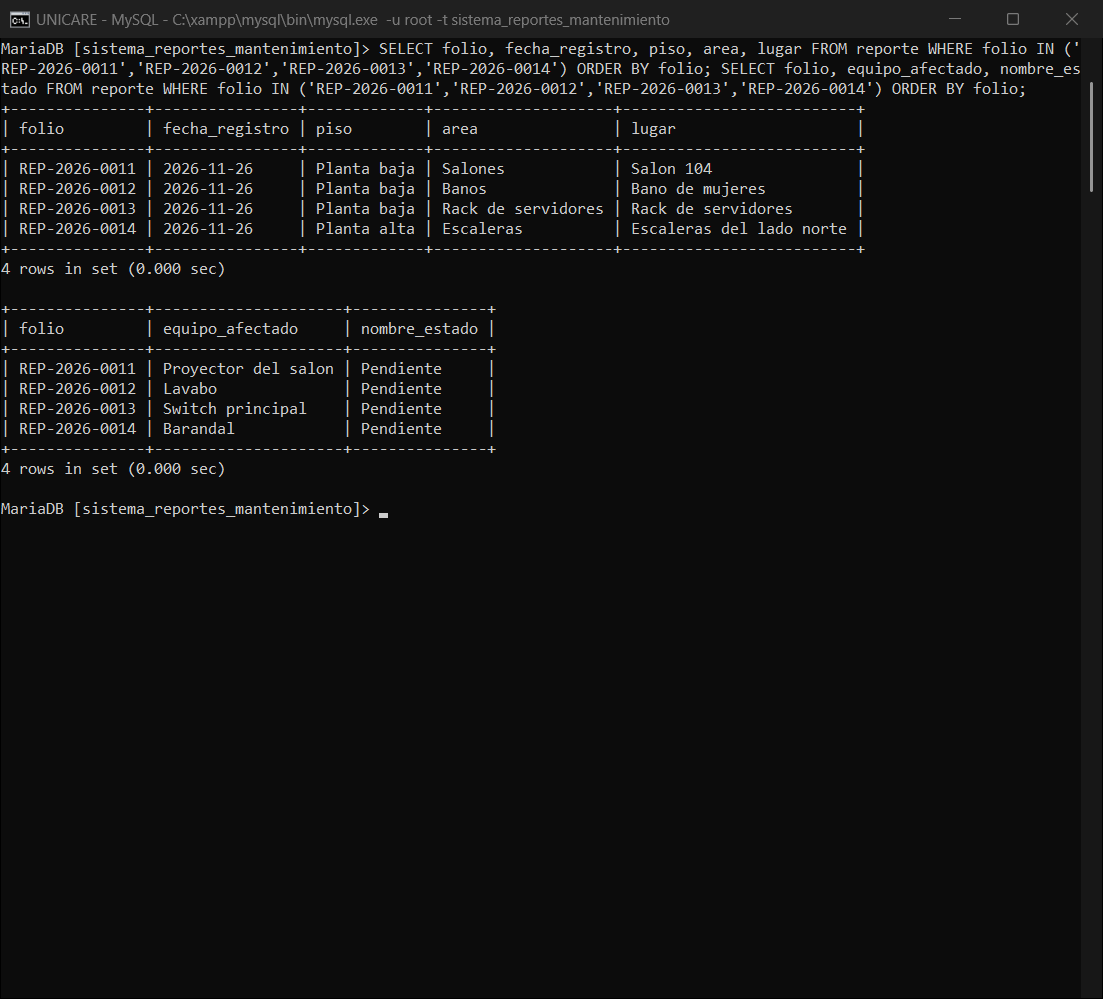 UNICARE - MySQL - C:\xampp\mysql\bin\mysql.exe  -u root -t sistema_reportes_mantenimiento
MariaDB [sistema_reportes_mantenimiento]> SELECT folio, fecha_registro, piso, area, lugar FROM reporte WHERE folio IN ('
REP-2026-0011','REP-2026-0012','REP-2026-0013','REP-2026-0014') ORDER BY folio; SELECT folio, equipo_afectado, nombre_es
tado FROM reporte WHERE folio IN ('REP-2026-0011','REP-2026-0012','REP-2026-0013','REP-2026-0014') ORDER BY folio;
+---------------+----------------+-------------+--------------------+--------------------------+
| folio         | fecha_registro | piso        | area               | lugar                    |
+---------------+----------------+-------------+--------------------+--------------------------+
| REP-2026-0011 | 2026-11-26     | Planta baja | Salones            | Salon 104                |
| REP-2026-0012 | 2026-11-26     | Planta baja | Banos              | Bano de mujeres          |
| REP-2026-0013 | 2026-11-26     | Planta baja | Rack de servidores | Rack de servidores       |
| REP-2026-0014 | 2026-11-26     | Planta alta | Escaleras          | Escaleras del lado norte |
+---------------+----------------+-------------+--------------------+--------------------------+
4 rows in set (0.000 sec)

+---------------+---------------------+---------------+
| folio         | equipo_afectado     | nombre_estado |
+---------------+---------------------+---------------+
| REP-2026-0011 | Proyector del salon | Pendiente     |
| REP-2026-0012 | Lavabo              | Pendiente     |
| REP-2026-0013 | Switch principal    | Pendiente     |
| REP-2026-0014 | Barandal            | Pendiente     |
+---------------+---------------------+---------------+
4 rows in set (0.000 sec)

MariaDB [sistema_reportes_mantenimiento]>